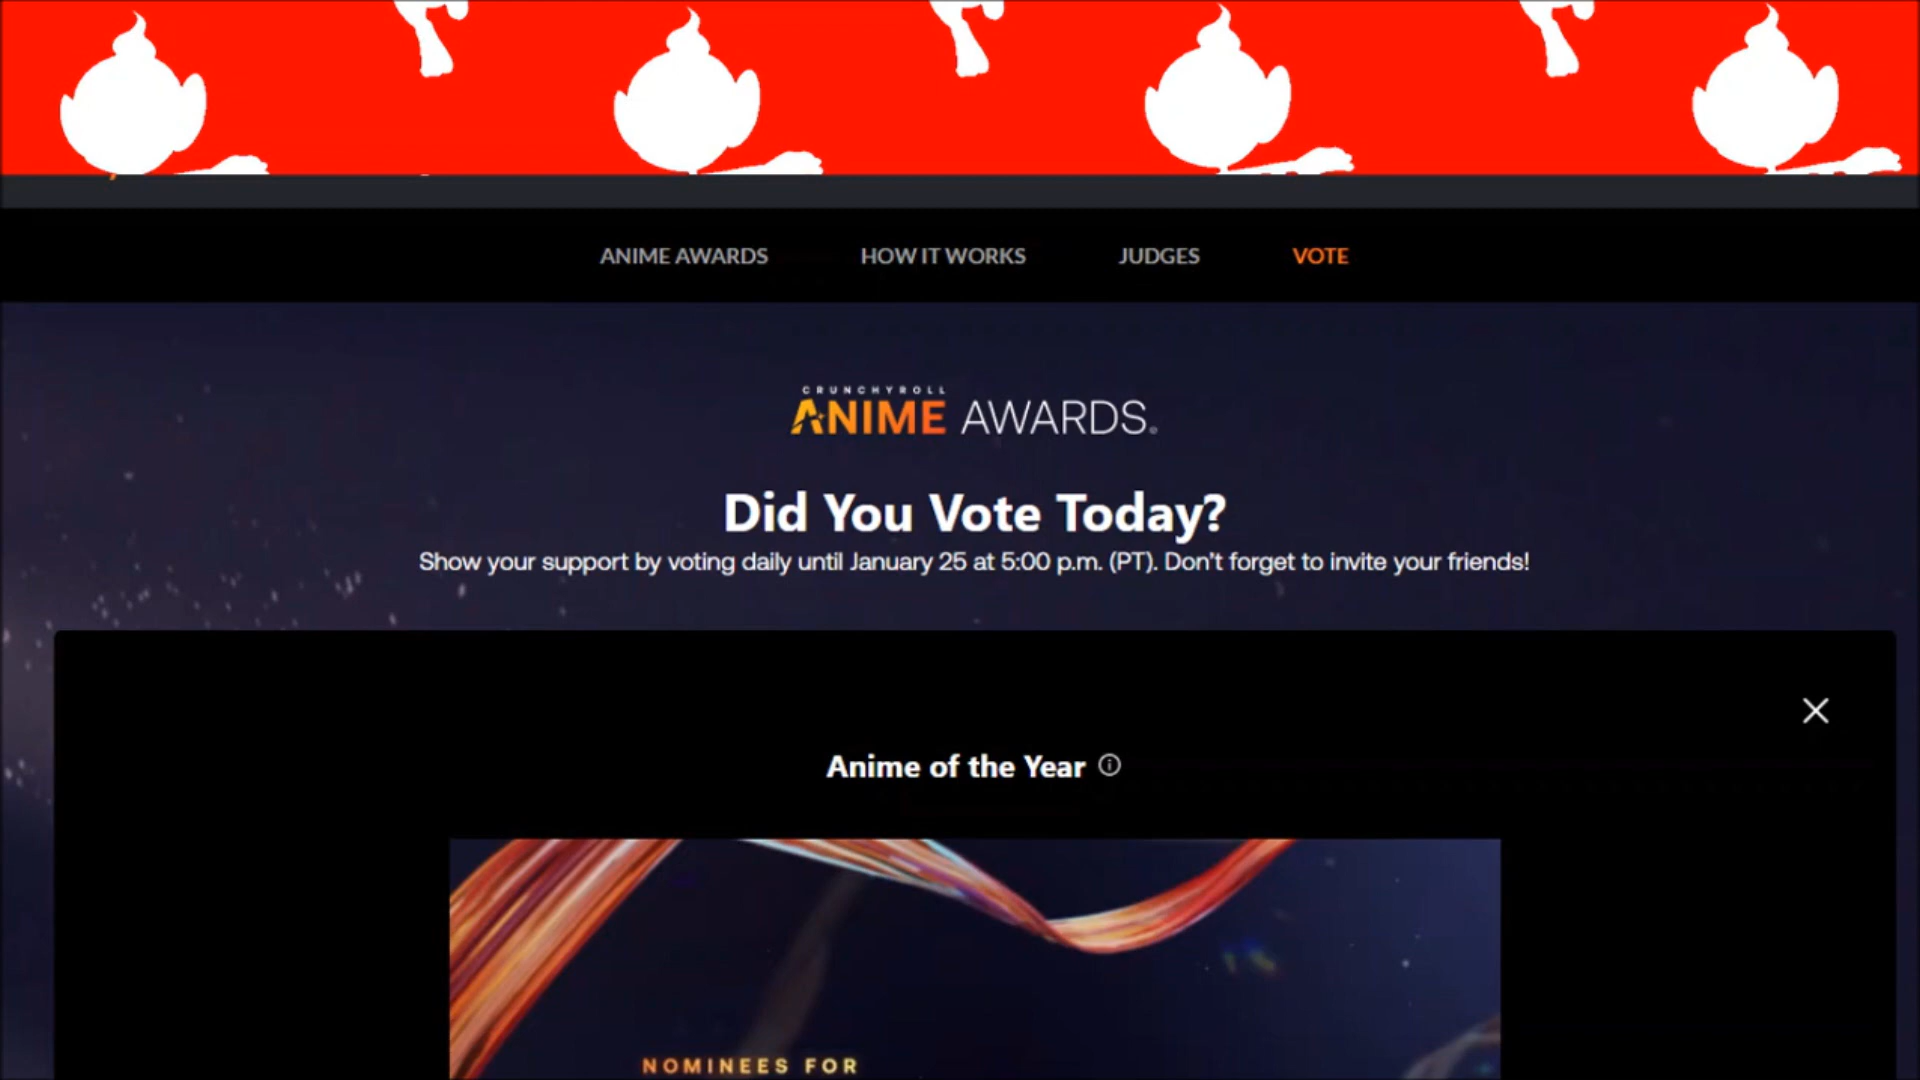 ANIME AWARDS HOW IT WORKS JUDGES VOTE
CRUNCHYROLL
ANIME AWARDS
Did You Vote Today?
Show your support by voting daily until January 25 at 5:00 p.m. (PT). Don't forget to invite your friends!
Anime of the Year
NOMINEES FOR